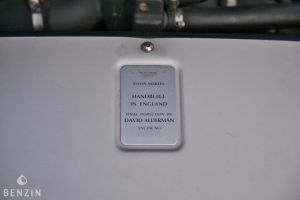 ASTON MARTIN
HANDBUILT
IN ENGLAND
FINAL INSPECTION BY
DAVID ALDERMAN
ENGINE NO.
BENZIN